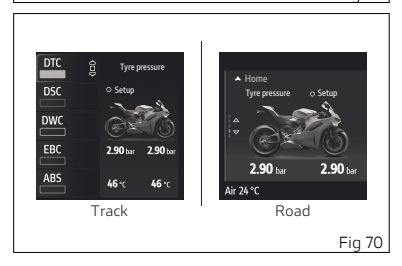 DTC
Tyre pressure
DSC
○ Setup
DWC
EBC
2.90 bar 2.90 bar
ABS
46 °C 46 °C
Track
▲ Home
Tyre pressure ○ Setup
2.90 bar 2.90 bar
Air 24 °C
Road
Fig 70